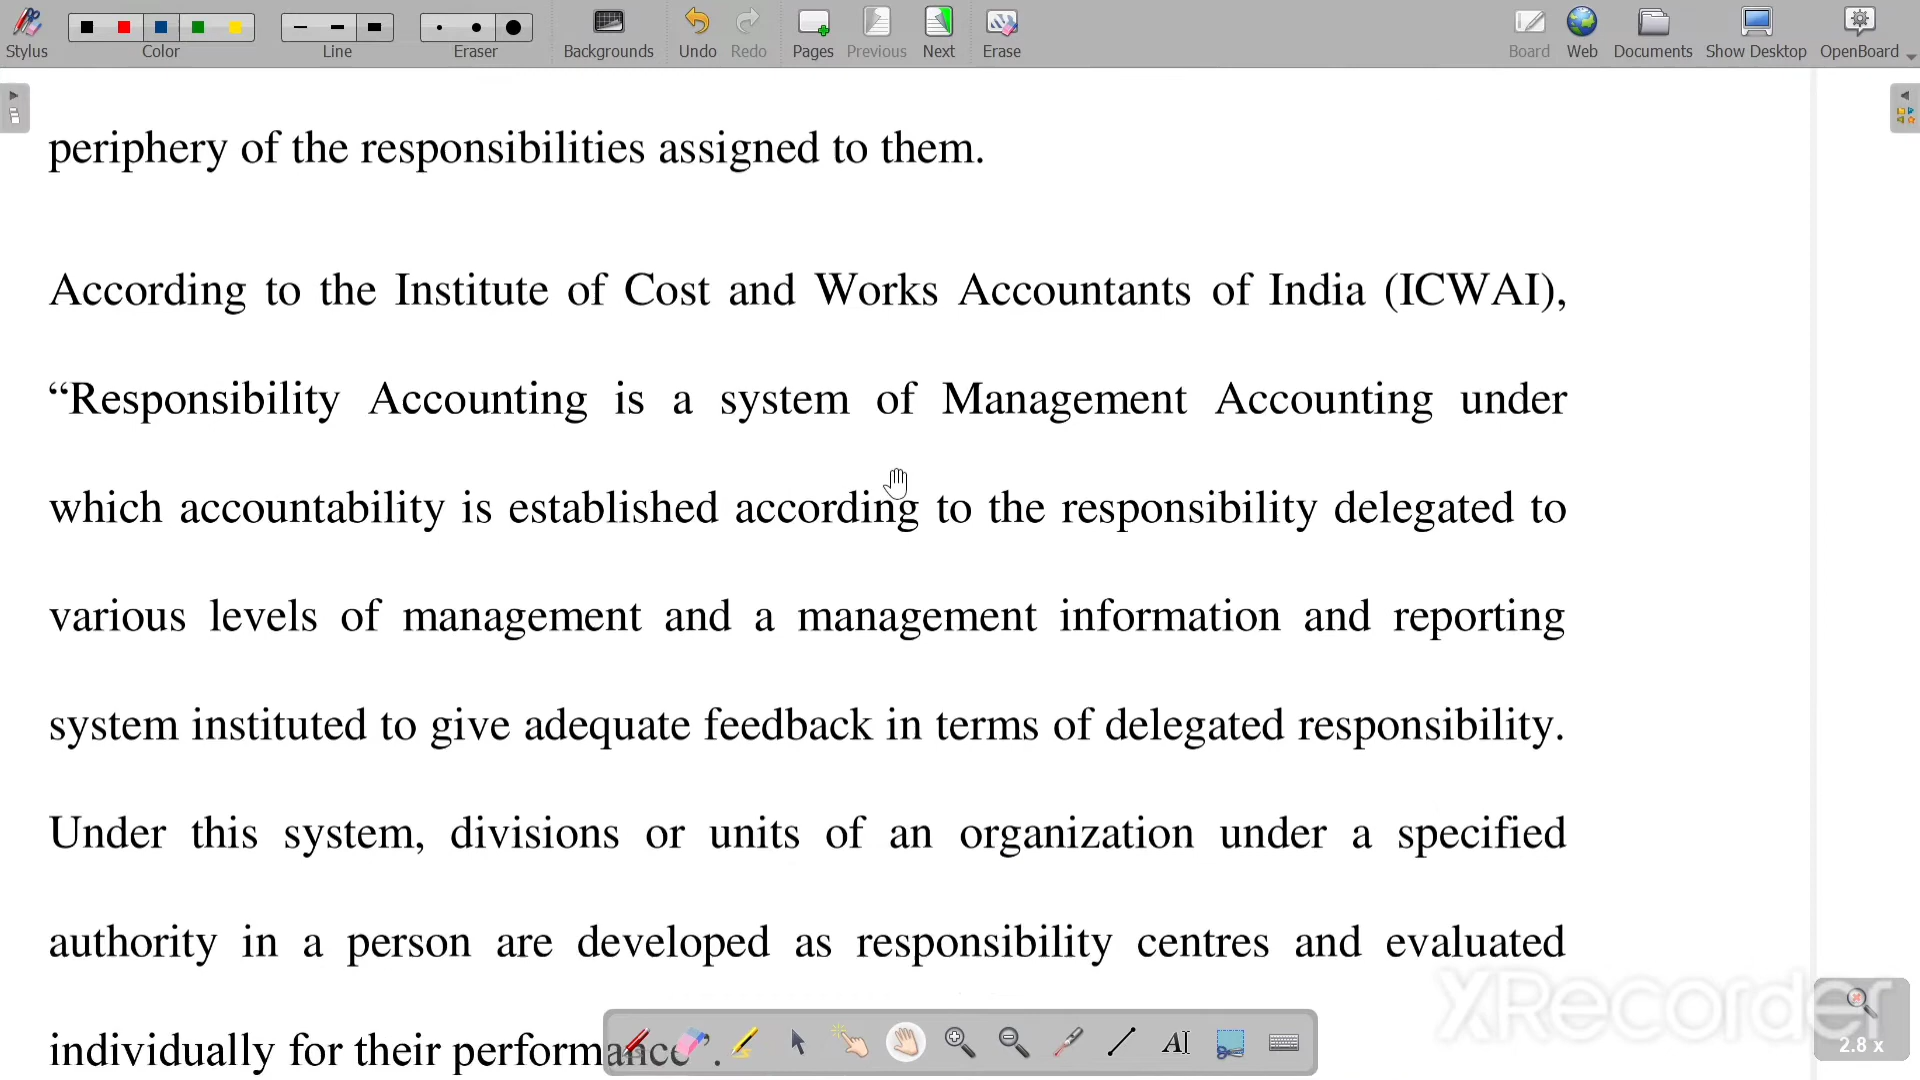 Stylus
Color
Line
Eraser
Backgrounds
Undo
Redo
Pages
Previous
Next
Erase
Board
Web
Documents
Show Desktop
OpenBoard
periphery of the responsibilities assigned to them.
According to the Institute of Cost and Works Accountants of India (ICWAI),
“Responsibility Accounting is a system of Management Accounting under
which accountability is established according to the responsibility delegated to
various levels of management and a management information and reporting
system instituted to give adequate feedback in terms of delegated responsibility.
Under this system, divisions or units of an organization under a specified
authority in a person are developed as responsibility centres and evaluated
individually for their performance”.
XRecorder
2.8 x